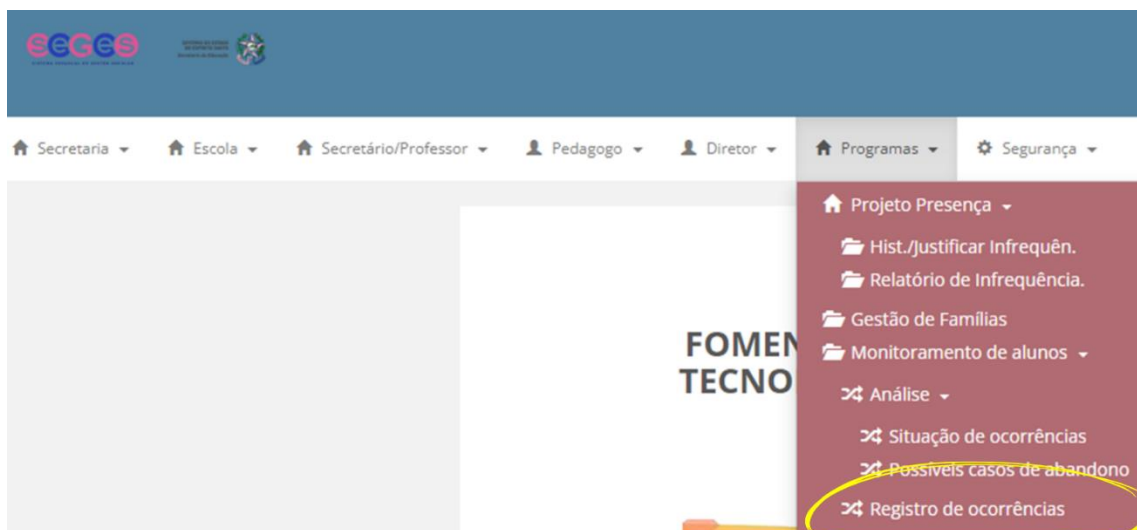 SEGES
Secretaria
Escola
Secretário/Professor
Pedagogo
Diretor
Programas
Segurança
Projeto Presença
Hist./Justificar Infrequên.
Relatório de Infrequência.
Gestão de Famílias
Monitoramento de alunos
Análise
Situação de ocorrências
Possíveis casos de abandono
Registro de ocorrências
FOMEN
TECNO